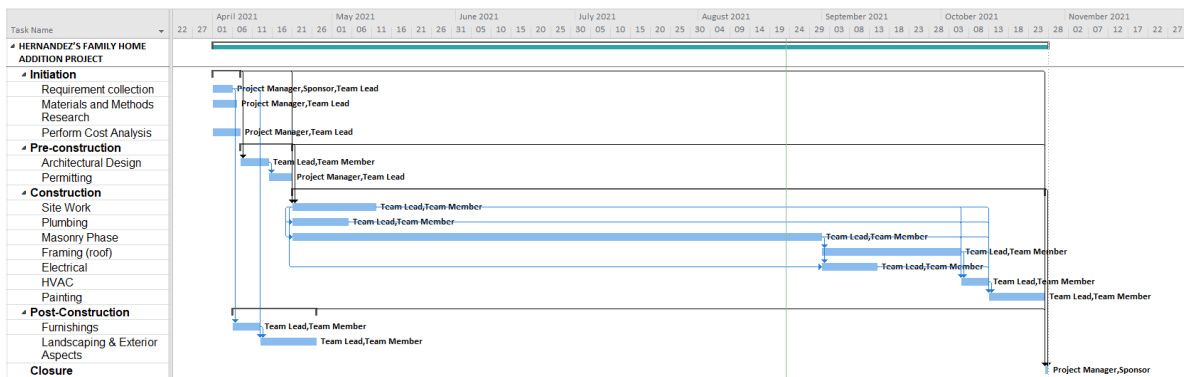 April 2021 May 2021 June 2021 July 2021 August 2021 September 2021 October 2021 November 2021
Task Name 22 27 01 06 11 16 21 26 01 06 11 16 21 26 31 05 10 15 20 25 30 05 10 15 20 25 30 04 09 14 19 24 29 03 08 13 18 23 28 03 08 13 18 23 28 02 07 12 17 22 27
HERNANDEZ'S FAMILY HOME
ADDITION PROJECT
Initiation
Requirement collection Project Manager,Sponsor,Team Lead
Materials and Methods Project Manager,Team Lead
Research
Perform Cost Analysis Project Manager,Team Lead
Pre-construction
Architectural Design Team Lead,Team Member
Permitting Project Manager,Team Lead
Construction
Site Work Team Lead,Team Member
Plumbing Team Lead,Team Member
Masonry Phase Team Lead,Team Member
Framing (roof) Team Lead,Team Member
Electrical Team Lead,Team Member
HVAC Team Lead,Team Member
Painting Team Lead,Team Member
Post-Construction
Furnishings Team Lead,Team Member
Landscaping & Exterior Team Lead,Team Member
Aspects
Closure Project Manager,Sponsor